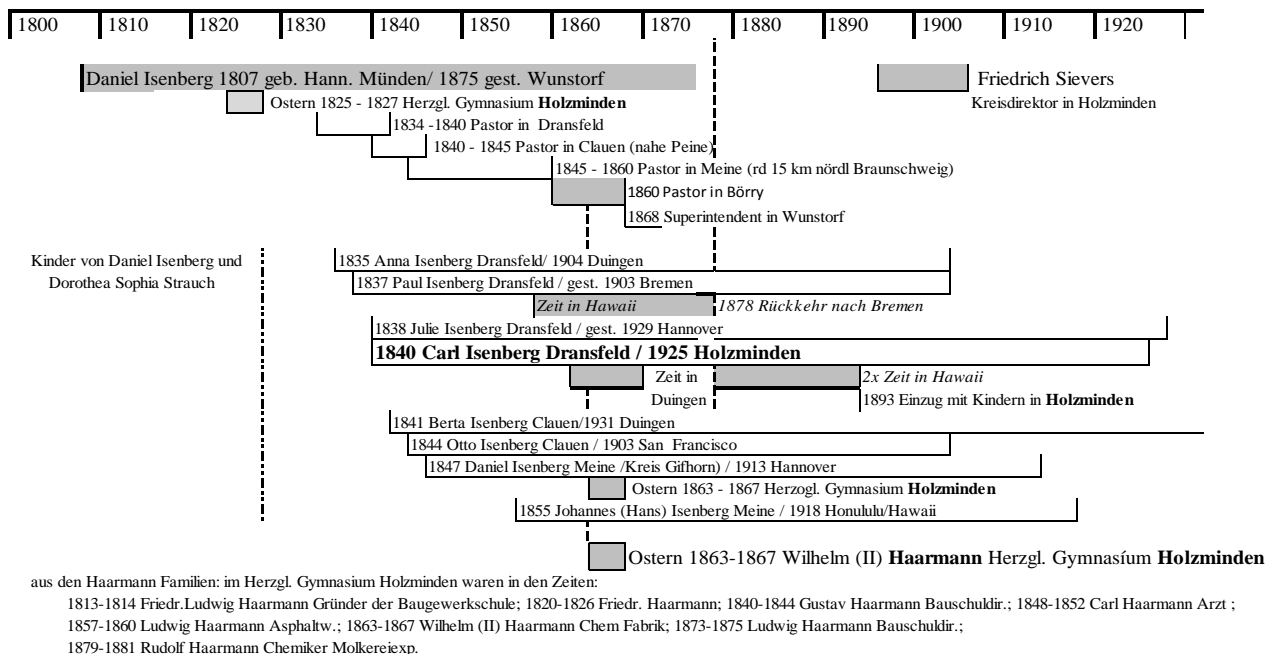 1800 1810 1820 1830 1840 1850 1860 1870 1880 1890 1900 1910 1920
Daniel Isenberg 1807 geb. Hann. Münden/ 1875 gest. Wunstorf
Friedrich Sievers
Ostern 1825 - 1827 Herzgl. Gymnasium Holzminden
Kreisdirektor in Holzminden
1834 -1840 Pastor in Dransfeld
1840 - 1845 Pastor in Clauen (nahe Peine)
1845 - 1860 Pastor in Meine (rd 15 km nördl Braunschweig)
1860 Pastor in Börry
1868 Superintendent in Wunstorf
Kinder von Daniel Isenberg und
Dorothea Sophia Strauch
1835 Anna Isenberg Dransfeld/ 1904 Duingen
1837 Paul Isenberg Dransfeld / gest. 1903 Bremen
Zeit in Hawaii
1878 Rückkehr nach Bremen
1838 Julie Isenberg Dransfeld / gest. 1929 Hannover
1840 Carl Isenberg Dransfeld / 1925 Holzminden
Zeit in
Duingen
2x Zeit in Hawaii
1893 Einzug mit Kindern in Holzminden
1841 Berta Isenberg Clauen/1931 Duingen
1844 Otto Isenberg Clauen / 1903 San Francisco
1847 Daniel Isenberg Meine /Kreis Gifhorn) / 1913 Hannover
Ostern 1863 - 1867 Herzogl. Gymnasium Holzminden
1855 Johannes (Hans) Isenberg Meine / 1918 Honululu/Hawaii
Ostern 1863-1867 Wilhelm (II) Haarmann Herzgl. Gymnasíum Holzminden
aus den Haarmann Familien: im Herzgl. Gymnasium Holzminden waren in den Zeiten:
1813-1814 Friedr.Ludwig Haarmann Gründer der Baugewerkschule; 1820-1826 Friedr. Haarmann; 1840-1844 Gustav Haarmann Bauschuldir.; 1848-1852 Carl Haarmann Arzt ;
1857-1860 Ludwig Haarmann Asphaltw.; 1863-1867 Wilhelm (II) Haarmann Chem Fabrik; 1873-1875 Ludwig Haarmann Bauschuldir.;
1879-1881 Rudolf Haarmann Chemiker Molkereiexp.